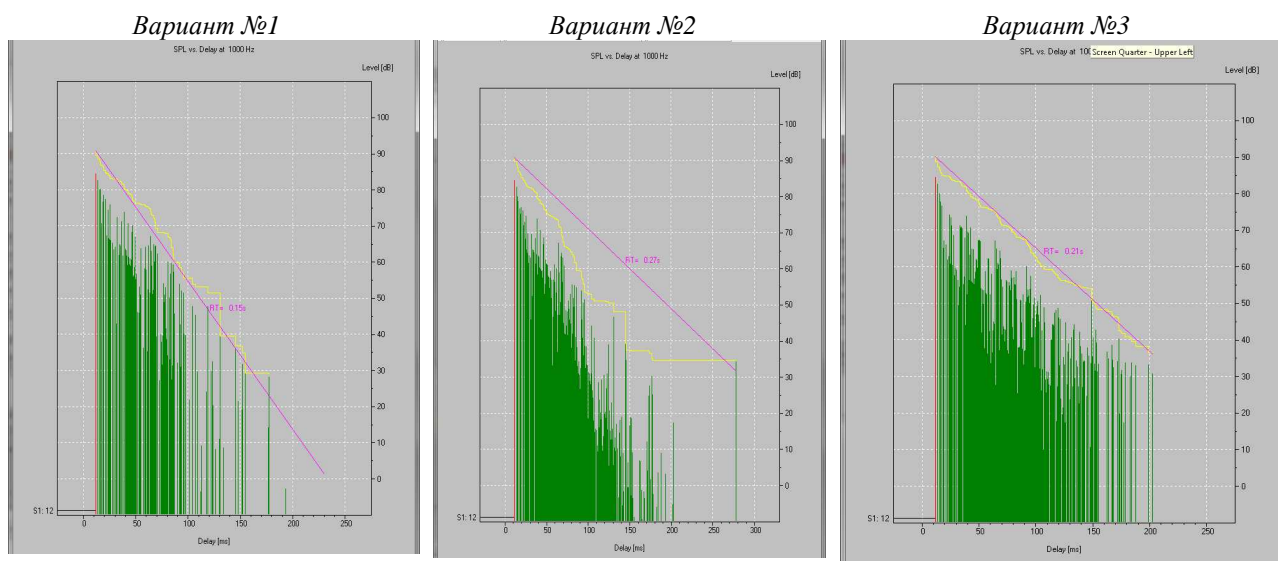 Вариант №1
SPL vs. Delay at 1000 Hz
Level [dB]
100
90
80
70
60
50
40
30
20
10
0
RT= 0.15s
S1: 12
0 50 100 150 200 250
Delay [ms]
Вариант №2
SPL vs. Delay at 1000 Hz
Level [dB]
100
90
80
70
60
50
40
30
20
10
0
RT= 0.27s
S1: 12
0 50 100 150 200 250 300
Delay [ms]
Вариант №3
SPL vs. Delay at 100 Screen Quarter - Upper Left
Level [dB]
100
90
80
70
60
50
40
30
20
10
0
RT= 0.21s
S1: 12
0 50 100 150 200 250
Delay [ms]